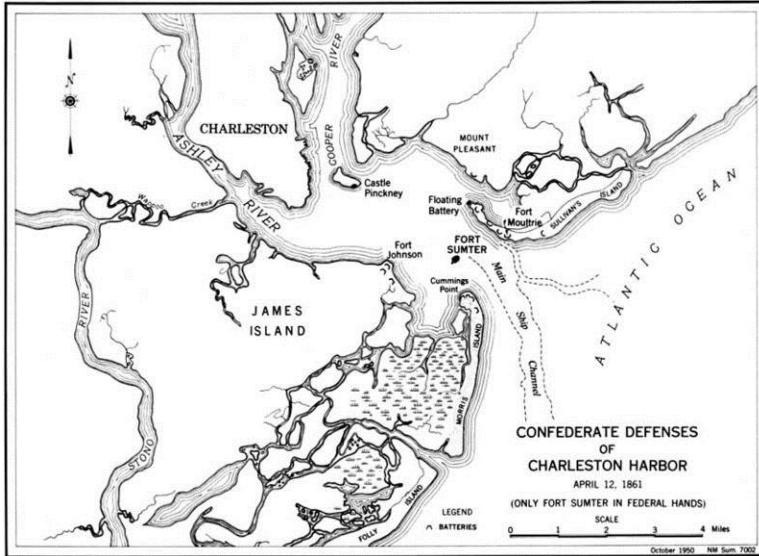 N
RIVER
COOPER
CHARLESTON
ASHLEY
RIVER
MOUNT
PLEASANT
Castle
Pinckney
Wappoo
Creek
Floating
Battery
Fort
Moultrie
SULLIVAN'S
ISLAND
ATLANTIC OCEAN
FORT
SUMTER
Fort
Johnson
Main
Ship
Channel
Cummings
Point
JAMES
ISLAND
RIVER
STONO
MORRIS
ISLAND
FOLLY
ISLAND
CONFEDERATE DEFENSES
OF
CHARLESTON HARBOR
APRIL 12, 1861
(ONLY FORT SUMTER IN FEDERAL HANDS)
LEGEND
BATTERIES
SCALE
0 1 2 3 4 Miles
October 1950 NM Sum. 7002